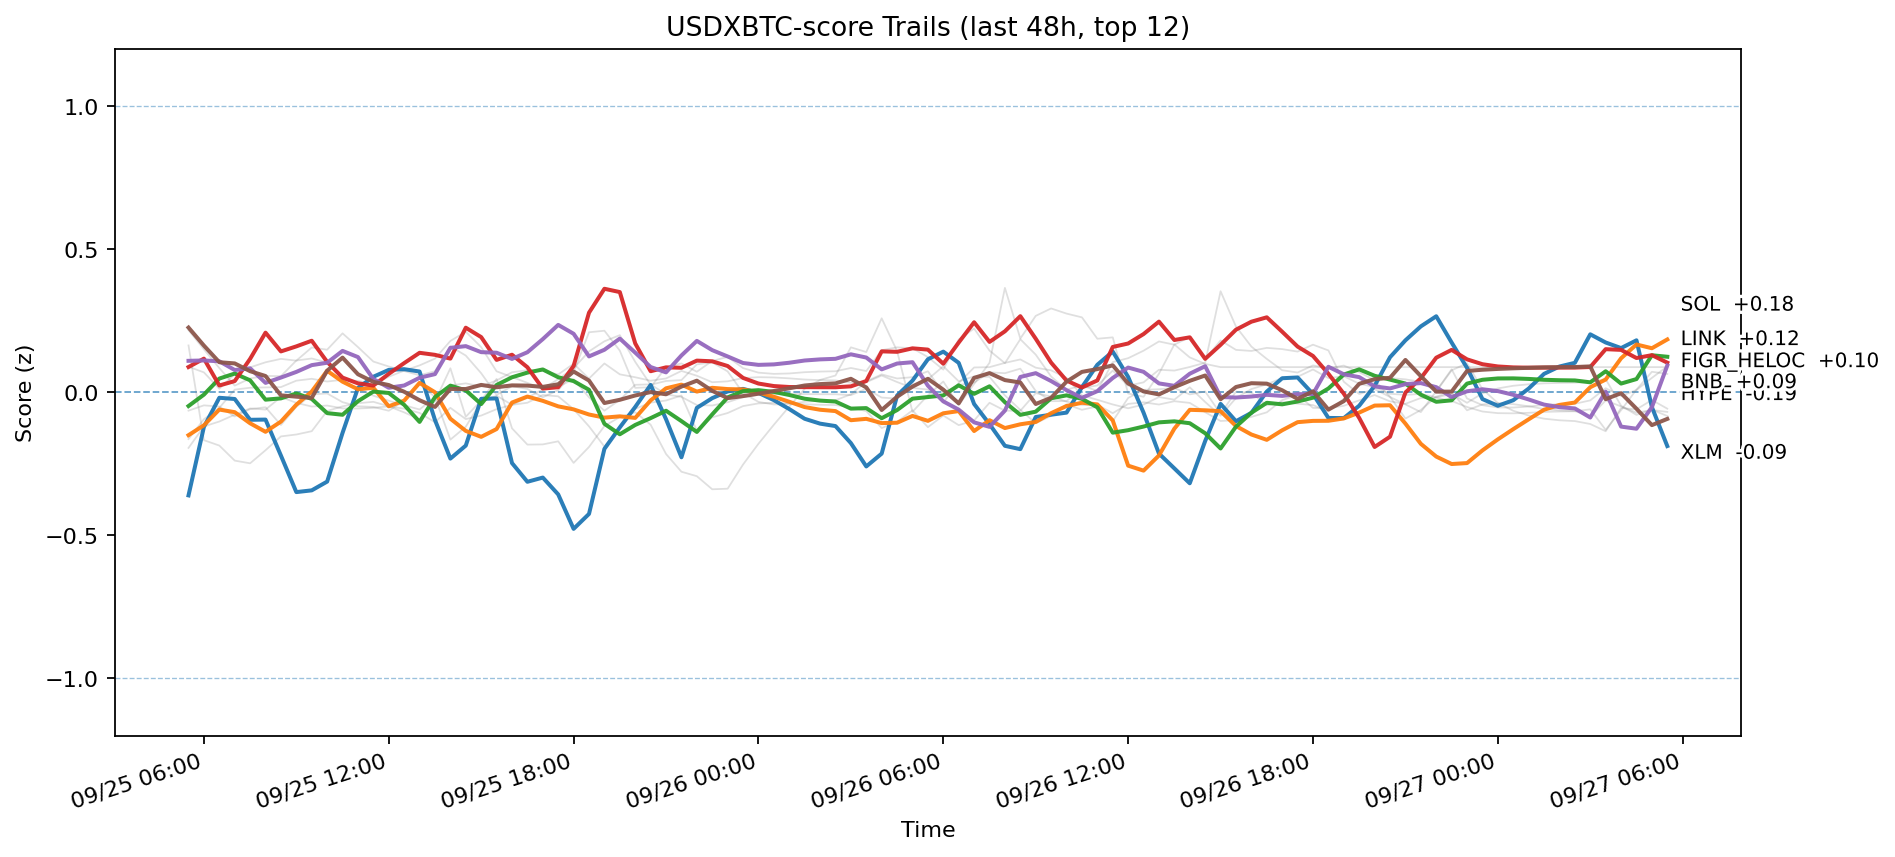 USDXBTC-score Trails (last 48h, top 12)
Score (z)
1.0
0.5
0.0
−0.5
−1.0
SOL +0.18
LINK +0.12
FIGR_HELOC +0.10
BNB +0.09
HYPE -0.19
XLM -0.09
09/25 06:00
09/25 12:00
09/25 18:00
09/26 00:00
09/26 06:00
09/26 12:00
09/26 18:00
09/27 00:00
09/27 06:00
Time